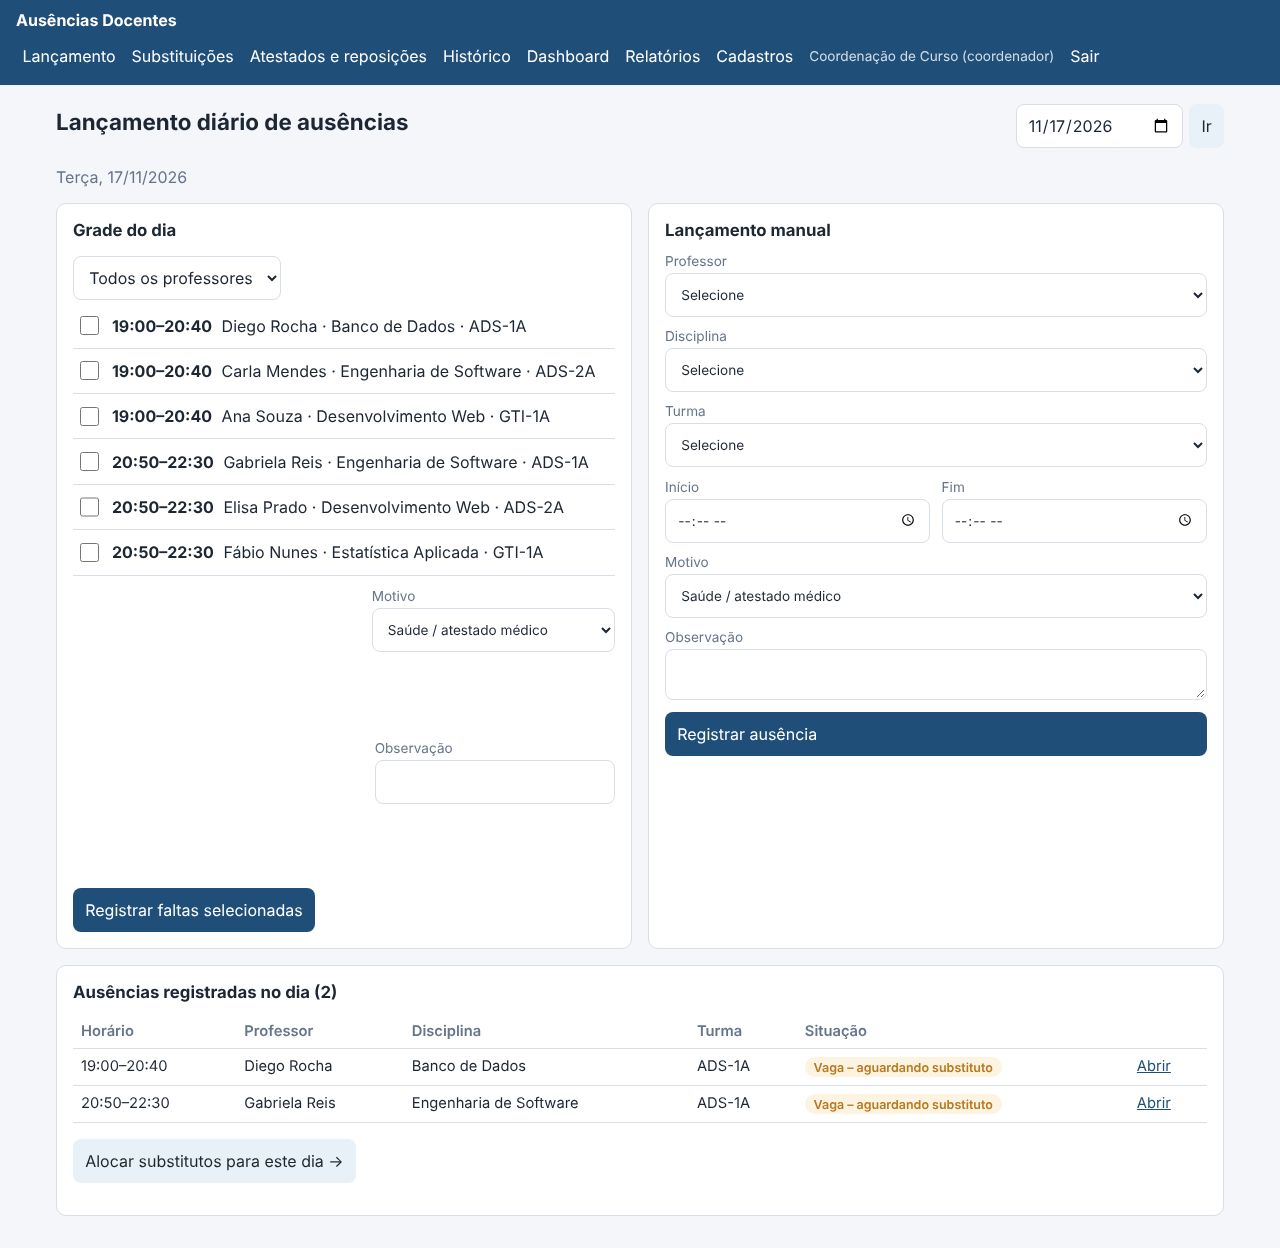 Ausências Docentes
Lançamento Substituições Atestados e reposições Histórico Dashboard Relatórios Cadastros Coordenação de Curso (coordenador) Sair
Lançamento diário de ausências
11/17/2026 Ir
Terça, 17/11/2026
Grade do dia
Todos os professores
19:00–20:40 Diego Rocha · Banco de Dados · ADS-1A
19:00–20:40 Carla Mendes · Engenharia de Software · ADS-2A
19:00–20:40 Ana Souza · Desenvolvimento Web · GTI-1A
20:50–22:30 Gabriela Reis · Engenharia de Software · ADS-1A
20:50–22:30 Elisa Prado · Desenvolvimento Web · ADS-2A
20:50–22:30 Fábio Nunes · Estatística Aplicada · GTI-1A
Motivo
Saúde / atestado médico
Observação
Registrar faltas selecionadas
Lançamento manual
Professor
Selecione
Disciplina
Selecione
Turma
Selecione
Início Fim
--:-- -- --:-- --
Motivo
Saúde / atestado médico
Observação
Registrar ausência
Ausências registradas no dia (2)
Horário Professor Disciplina Turma Situação
19:00–20:40 Diego Rocha Banco de Dados ADS-1A Vaga – aguardando substituto Abrir
20:50–22:30 Gabriela Reis Engenharia de Software ADS-1A Vaga – aguardando substituto Abrir
Alocar substitutos para este dia →